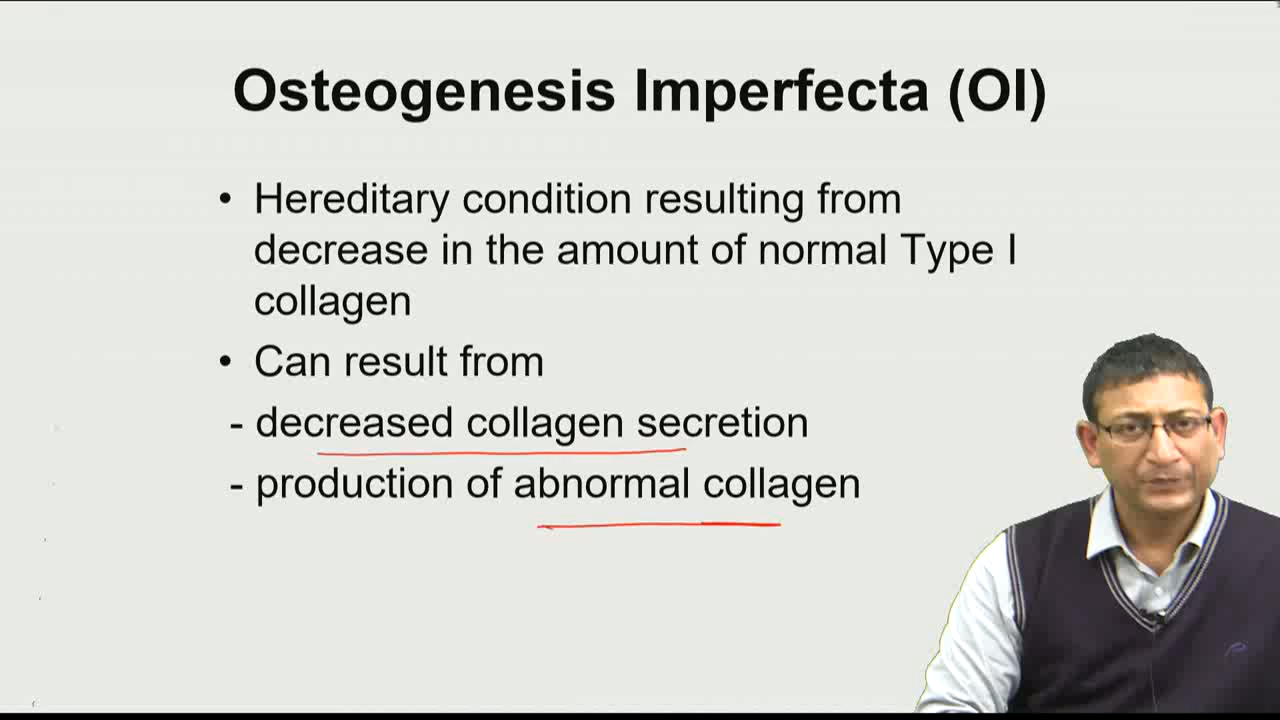 Osteogenesis Imperfecta (OI)
• Hereditary condition resulting from
decrease in the amount of normal Type I
collagen
• Can result from
- decreased collagen secretion
- production of abnormal collagen